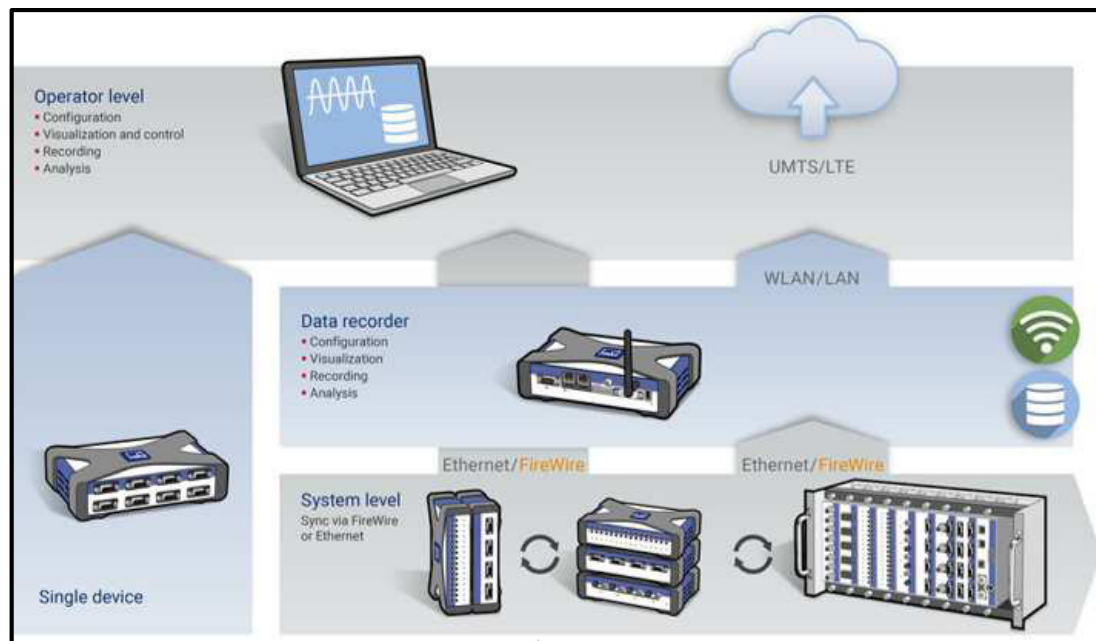 Operator level
• Configuration
• Visualization and control
• Recording
• Analysis
UMTS/LTE
WLAN/LAN
Data recorder
• Configuration
• Visualization
• Recording
• Analysis
Ethernet/FireWire
Ethernet/FireWire
System level
Sync via FireWire
or Ethernet
Single device